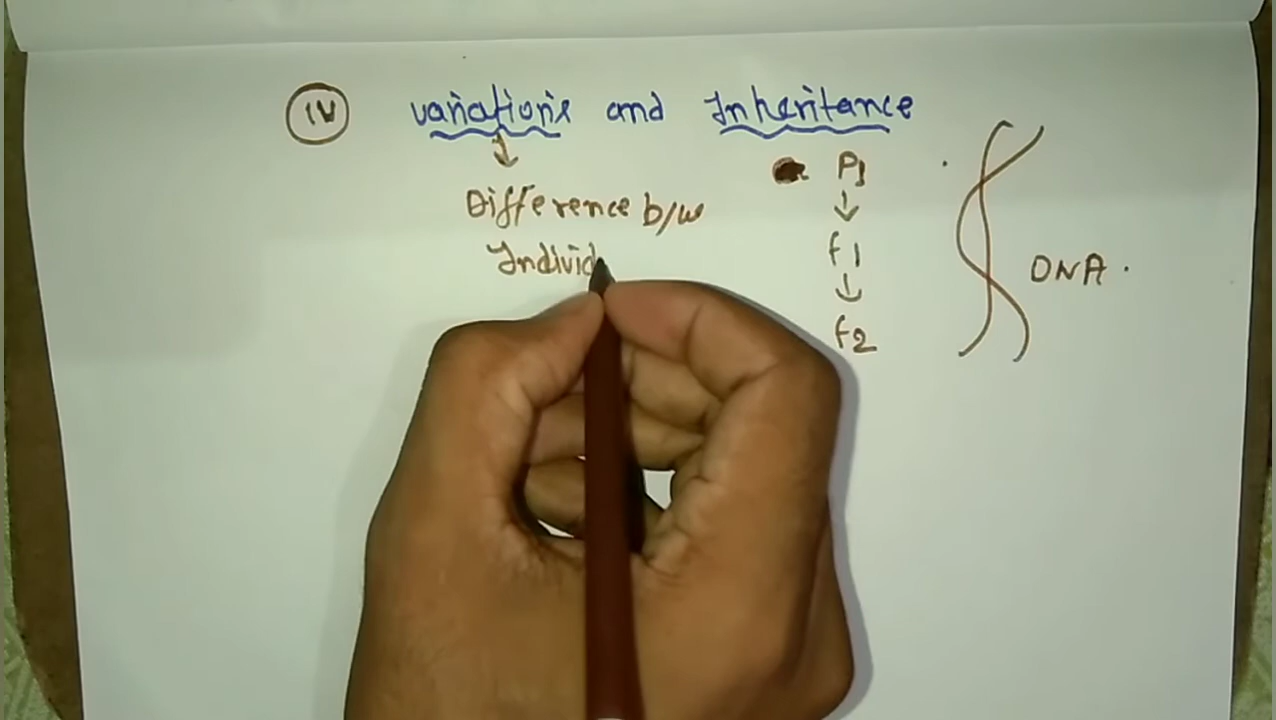 IV variations and Inheritance
Difference b/w
Individ
P1
f1
f2
DNA.